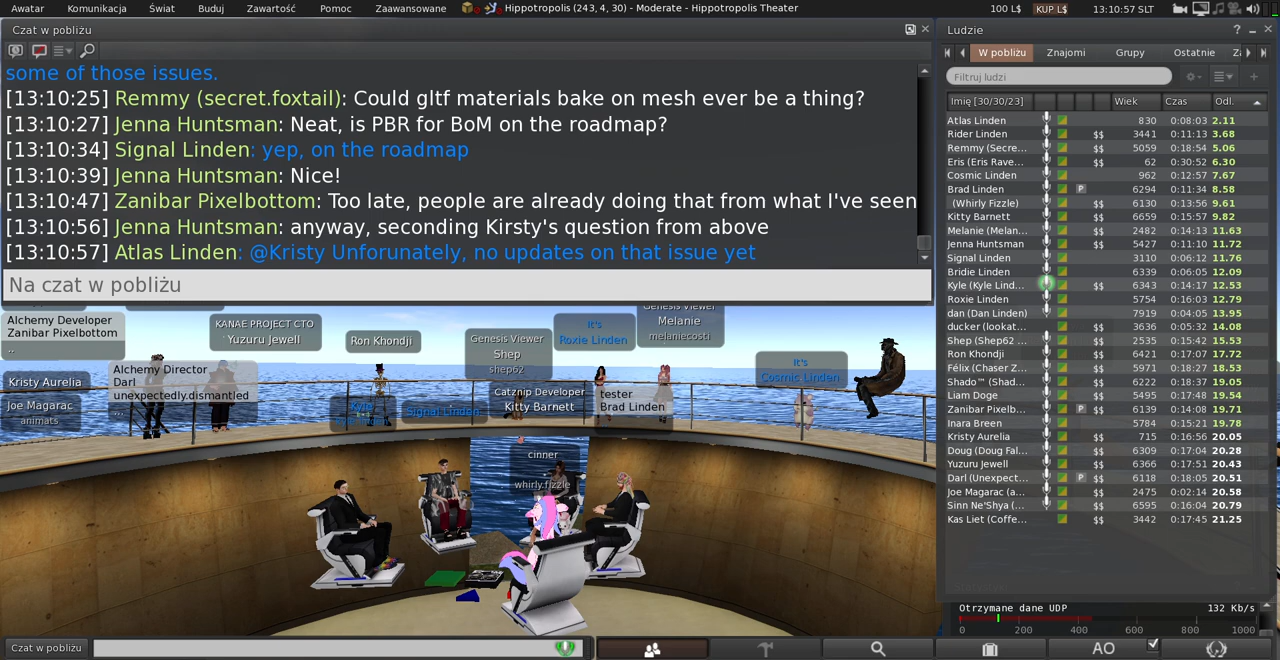 Awatar Komunikacja Świat Buduj Zawartość Pomoc Zaawansowane Hippotropolis (243, 4, 30) - Moderate - Hippotropolis Theater 100 L$ KUP L$ 13:10:57 SLT
Czat w pobliżu
some of those issues.
[13:10:25] Remmy (secret.foxtail): Could gltf materials bake on mesh ever be a thing?
[13:10:27] Jenna Huntsman: Neat, is PBR for BoM on the roadmap?
[13:10:34] Signal Linden: yep, on the roadmap
[13:10:39] Jenna Huntsman: Nice!
[13:10:47] Zanibar Pixelbottom: Too late, people are already doing that from what I've seen
[13:10:56] Jenna Huntsman: anyway, seconding Kirsty's question from above
[13:10:57] Atlas Linden: @Kristy Unforunately, no updates on that issue yet
Na czat w pobliżu
Alchemy Developer
Zanibar Pixelbottom
..
KANAE PROJECT CTO
Yuzuru Jewell
Ron Khondji
Genesis Viewer
Shep
shep62
It's
Roxie Linden
Genesis Viewer
Melanie
melaniecosti
It's
Cosmic Linden
Kristy Aurelia
Alchemy Director
Darl
unexpectedly.dismantled
...
Joe Magarac
animats
Kyle
Signal Linden
Catznip Developer
Kitty Barnett
tester
Brad Linden
cinner
whirly.fizzle
Ludzie
W pobliżu Znajomi Grupy Ostatnie
Filtruj ludzi
Imię [30/30/23] Wiek Czas Odl.
Atlas Linden 830 0:08:03 2.11
Rider Linden $$ 3441 0:11:13 3.68
Remmy (Secre... $$ 5059 0:18:54 5.06
Eris (Eris Rave... $$ 62 0:30:52 6.30
Cosmic Linden 962 0:12:57 7.67
Brad Linden P 6294 0:11:34 8.58
(Whirly Fizzle) $$ 6130 0:13:56 9.61
Kitty Barnett $$ 6659 0:15:57 9.82
Melanie (Melan... $$ 2482 0:14:13 11.63
Jenna Huntsman $$ 5427 0:11:10 11.72
Signal Linden 3110 0:06:12 11.76
Bridie Linden 6339 0:06:05 12.09
Kyle (Kyle Lind... $$ 6343 0:14:17 12.53
Roxie Linden 5754 0:16:03 12.79
dan (Dan Linden) 7919 0:04:05 13.95
ducker (lookat... $$ 3636 0:05:32 14.08
Shep (Shep62 ... $$ 2535 0:15:42 15.53
Ron Khondji $$ 6421 0:17:07 17.72
Félix (Chaser Z... $$ 5971 0:18:27 18.53
Shado™ (Shad... $$ 6222 0:18:37 19.05
Liam Doge $$ 5495 0:17:48 19.54
Zanibar Pixelb... P $$ 6139 0:14:08 19.71
Inara Breen 5784 0:15:21 19.78
Kristy Aurelia $$ 715 0:16:56 20.05
Doug (Doug Fal... $$ 6309 0:17:04 20.28
Yuzuru Jewell $$ 6366 0:17:51 20.43
Darl (Unexpect... P $$ 6118 0:18:05 20.51
Joe Magarac (a... $$ 2475 0:02:14 20.58
Sinn Ne'Shya (... $$ 6595 0:16:04 20.79
Kas Liet (Coffe... $$ 3442 0:17:45 21.25
Otrzymane dane UDP 132 Kb/s
0 200 400 600 800 1000
Czat w pobliżu
AO